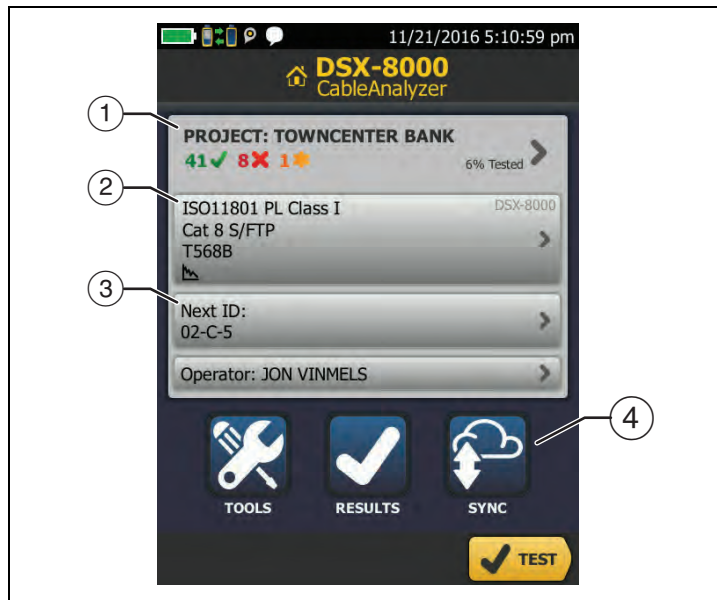 11/21/2016 5:10:59 pm
DSX-8000
CableAnalyzer
1
PROJECT: TOWNCENTER BANK
41 8 1
6% Tested
2
ISO11801 PL Class I
DSX-8000
Cat 8 S/FTP
T568B
3
Next ID:
02-C-5
Operator: JON VINMELS
4
TOOLS
RESULTS
SYNC
TEST